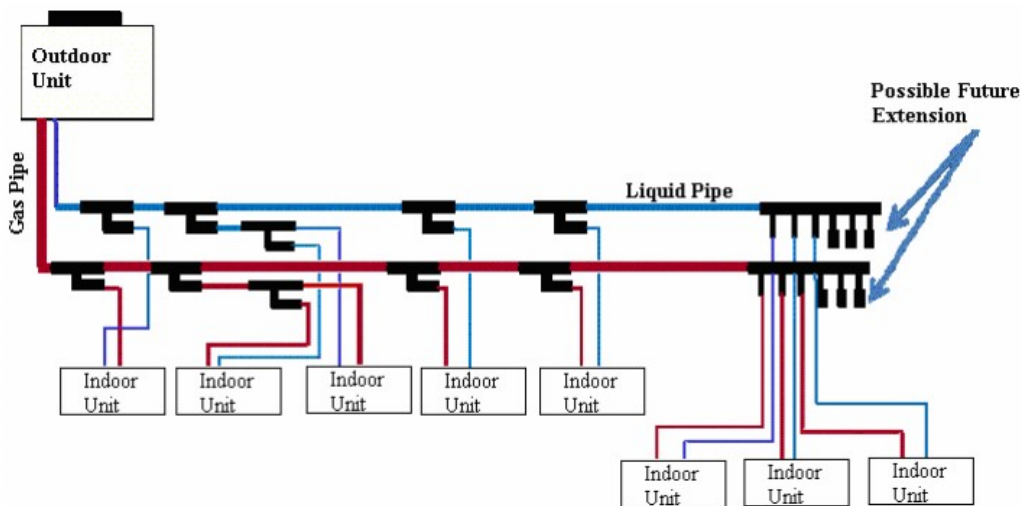 Outdoor
Unit
Possible Future
Extension
Gas Pipe
Liquid Pipe
Indoor
Unit
Indoor
Unit
Indoor
Unit
Indoor
Unit
Indoor
Unit
Indoor
Unit
Indoor
Unit
Indoor
Unit